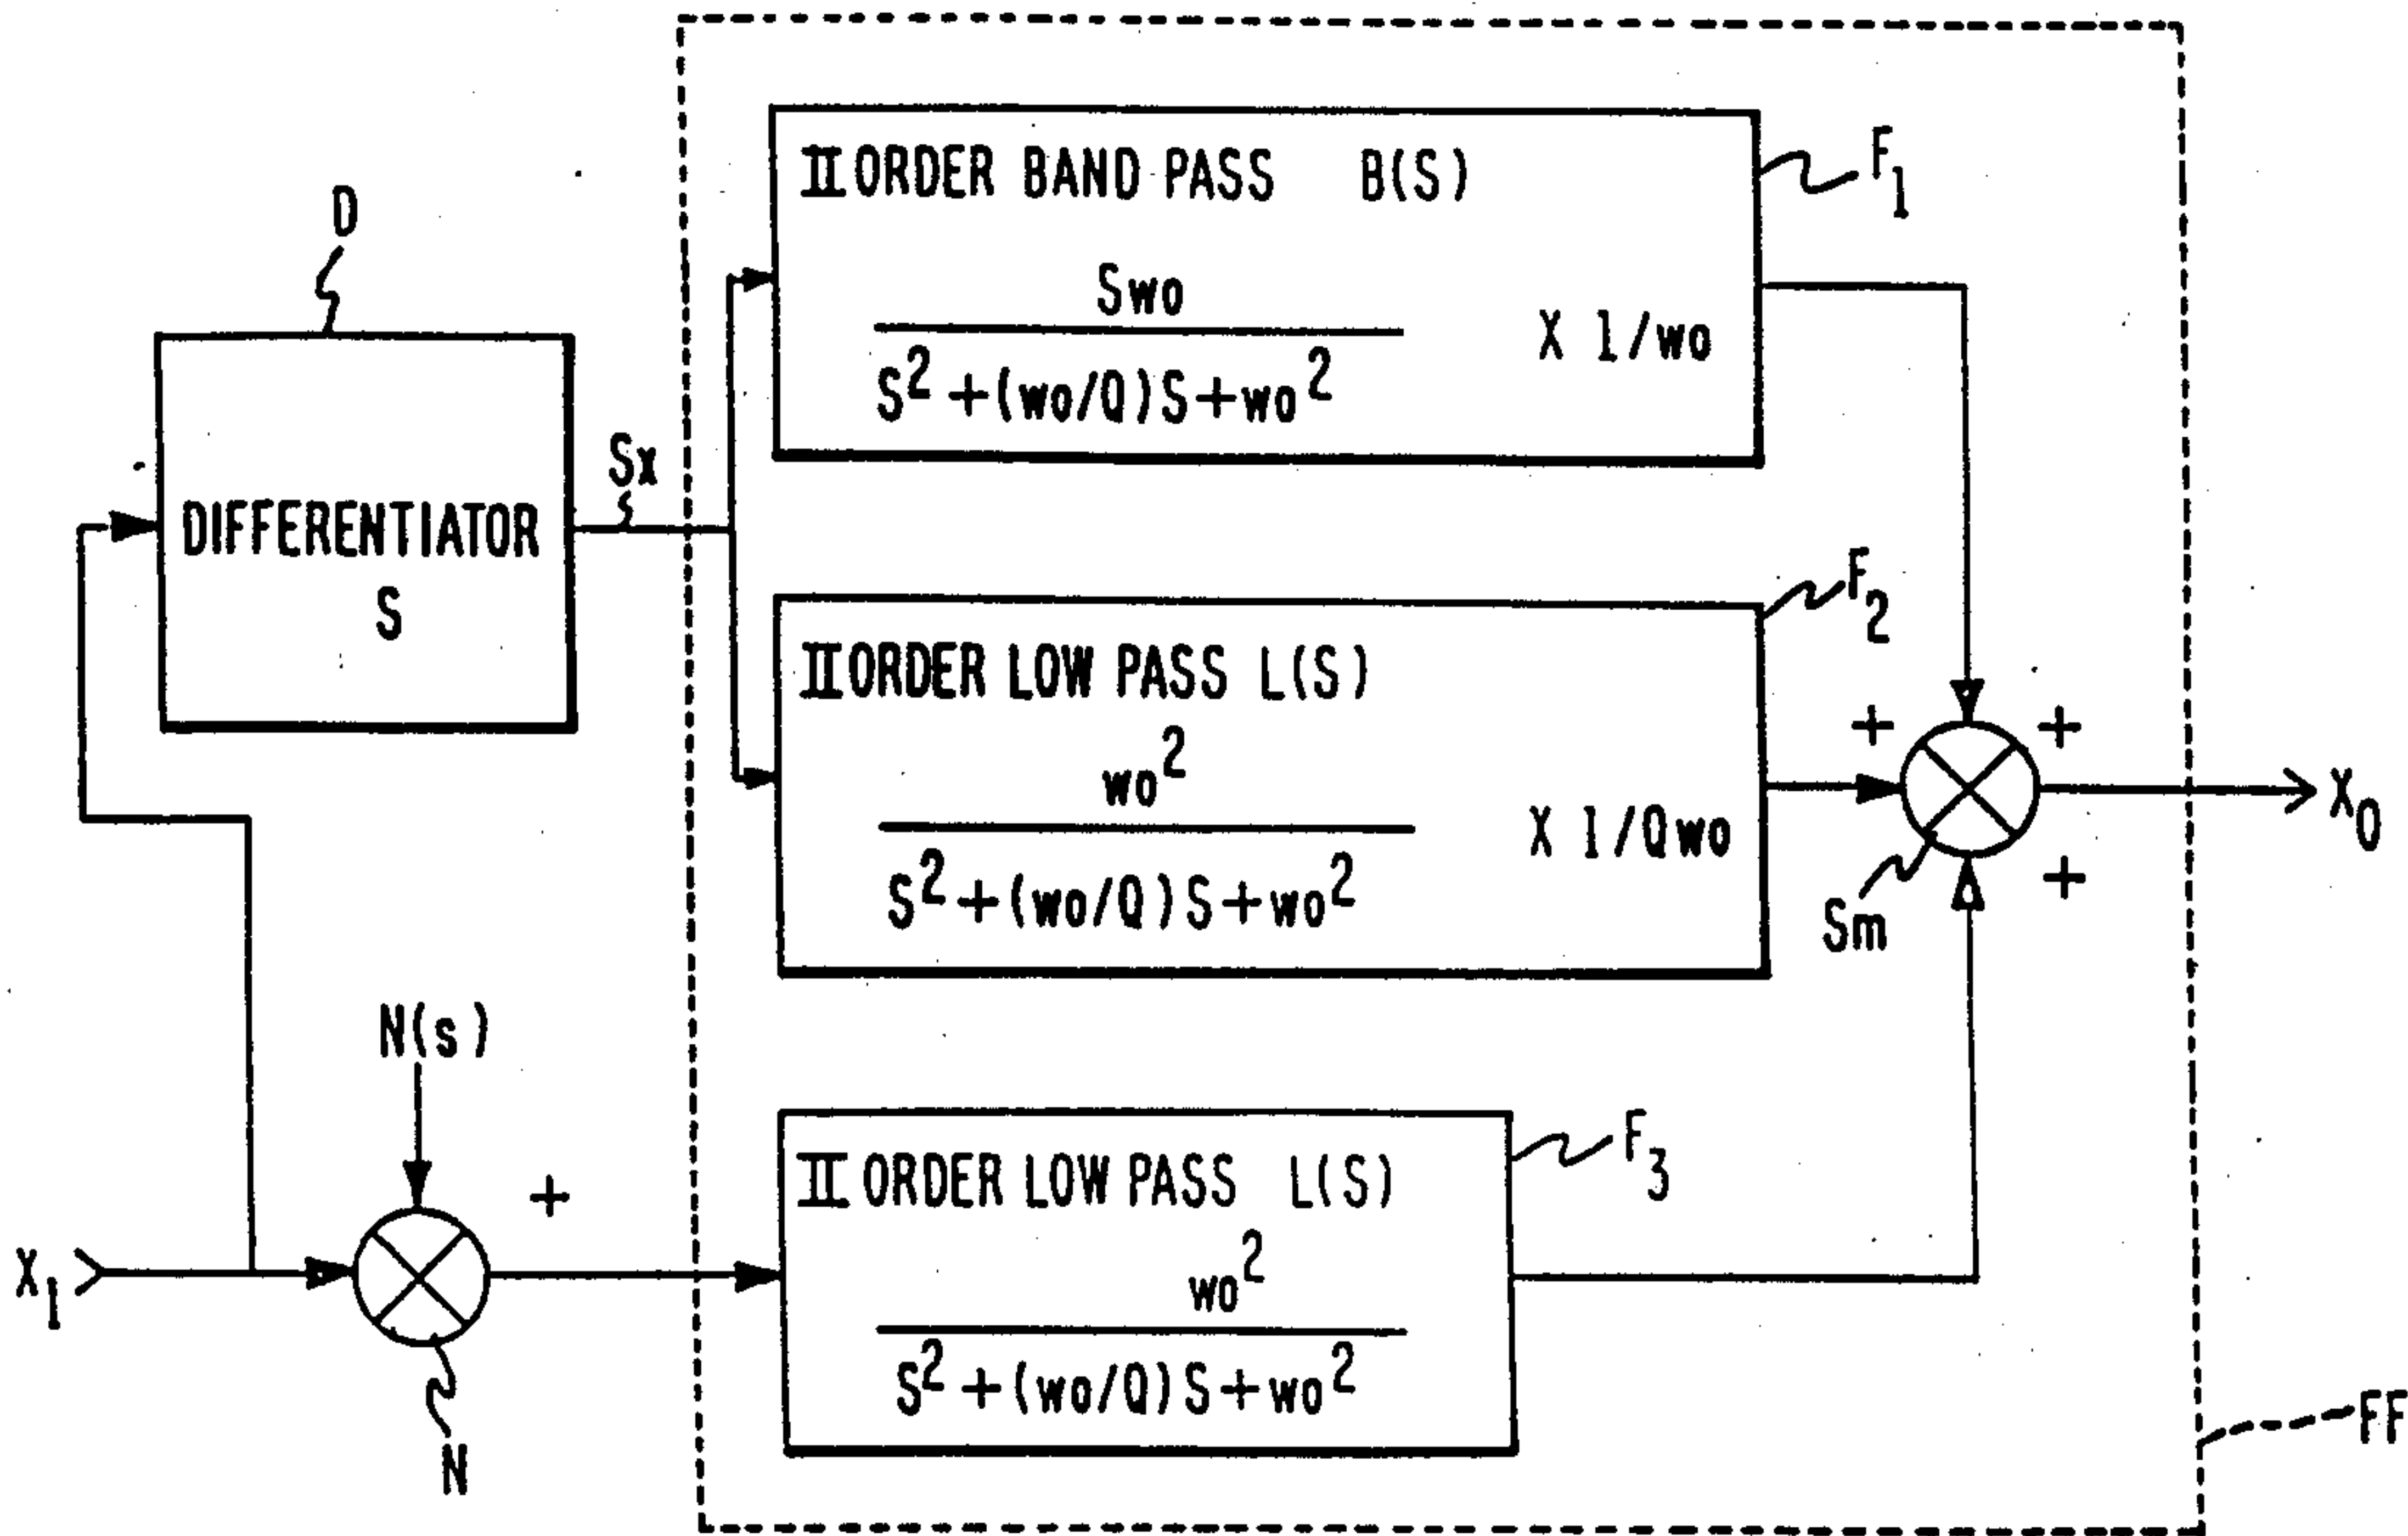 II ORDER BAND PASS B(S)
Swo
X 1/wo
S² +(wo/Q)S+wo²
F₁
D
DIFFERENTIATOR
S
Sx
II ORDER LOW PASS L(S)
wo²
X 1/Qwo
S²+(wo/Q)S+wo²
F₂
+
+
X₀
+
Sm
N(s)
+
X₁
N
II ORDER LOW PASS L(S)
wo²
S² +(wo/Q)S+wo²
F₃
FF